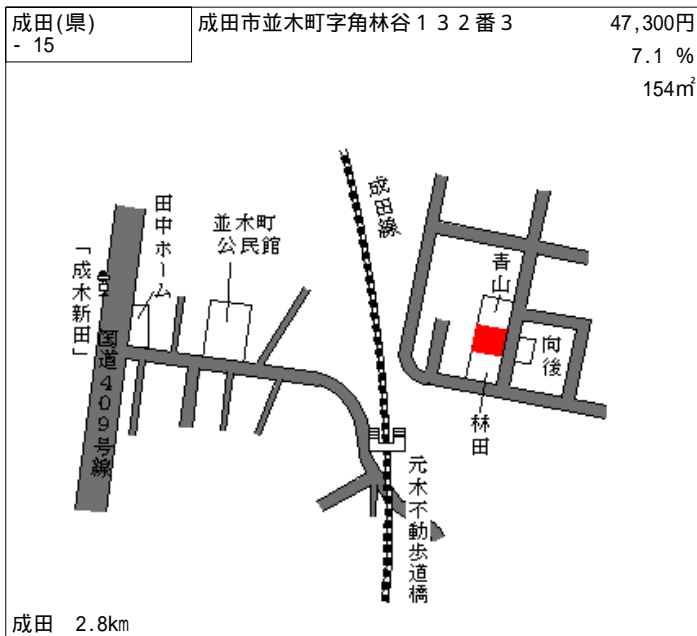 成田(県)
- 15
成田市並木町字角林谷１３２番３
47,300円
7.1 %
154㎡
成田線
田中ホーム
並木町
公民館
「成木新田」
国道409号線
青山
向後
林田
元木不動歩道橋
成田 2.8km